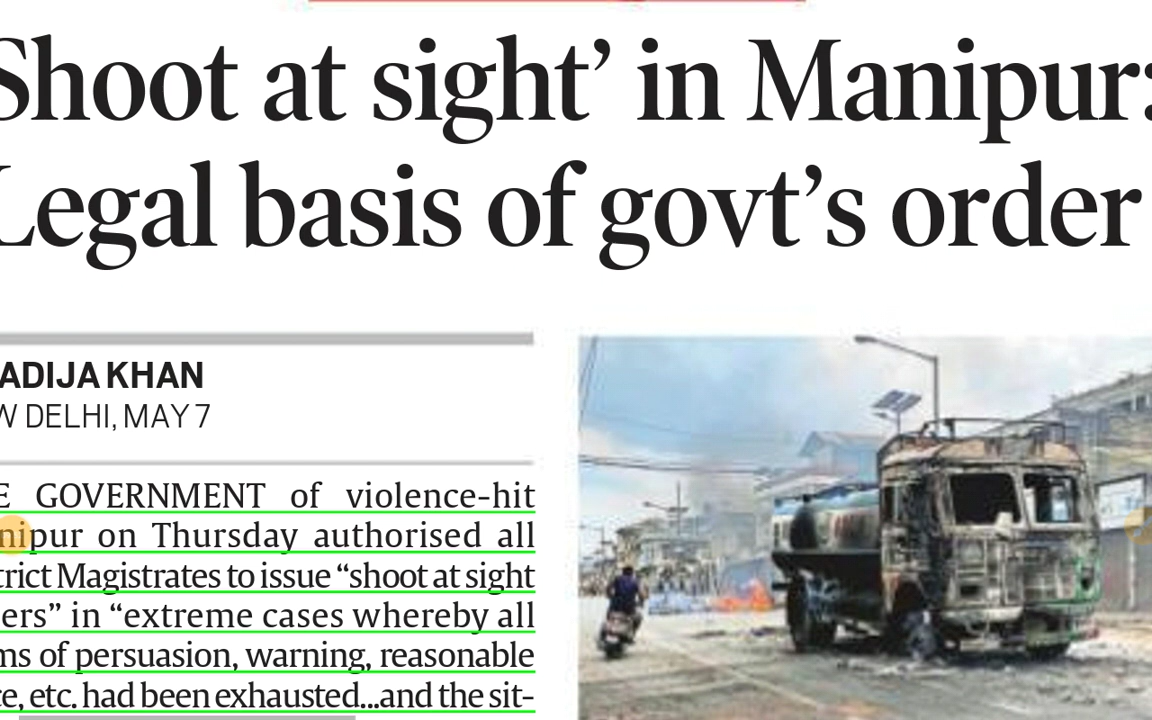 Shoot at sight’ in Manipur:
Legal basis of govt’s order
ADIJA KHAN
W DELHI, MAY 7
E GOVERNMENT of violence-hit
nipur on Thursday authorised all
trict Magistrates to issue “shoot at sight
ers” in “extreme cases whereby all
ms of persuasion, warning, reasonable
ce, etc. had been exhausted...and the sit-